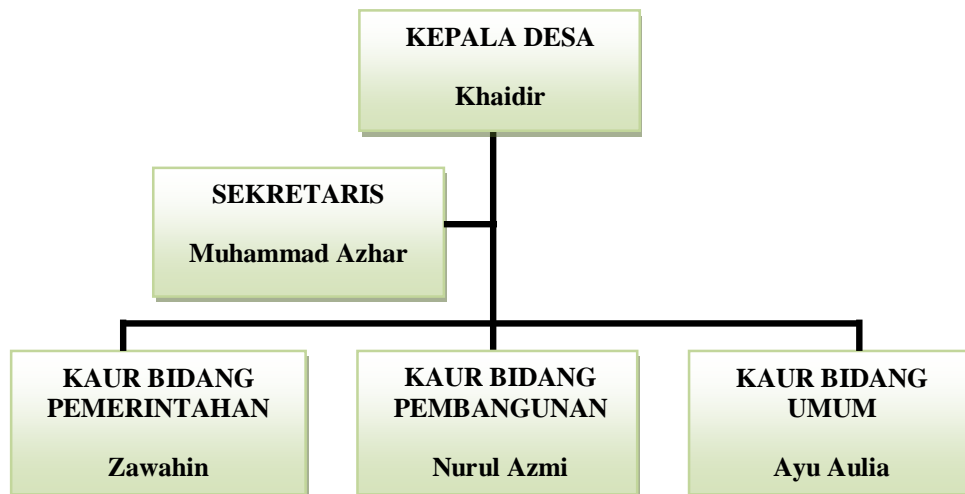 KEPALA DESA
Khaidir
SEKRETARIS
Muhammad Azhar
KAUR BIDANG
PEMERINTAHAN
Zawahin
KAUR BIDANG
PEMBANGUNAN
Nurul Azmi
KAUR BIDANG
UMUM
Ayu Aulia